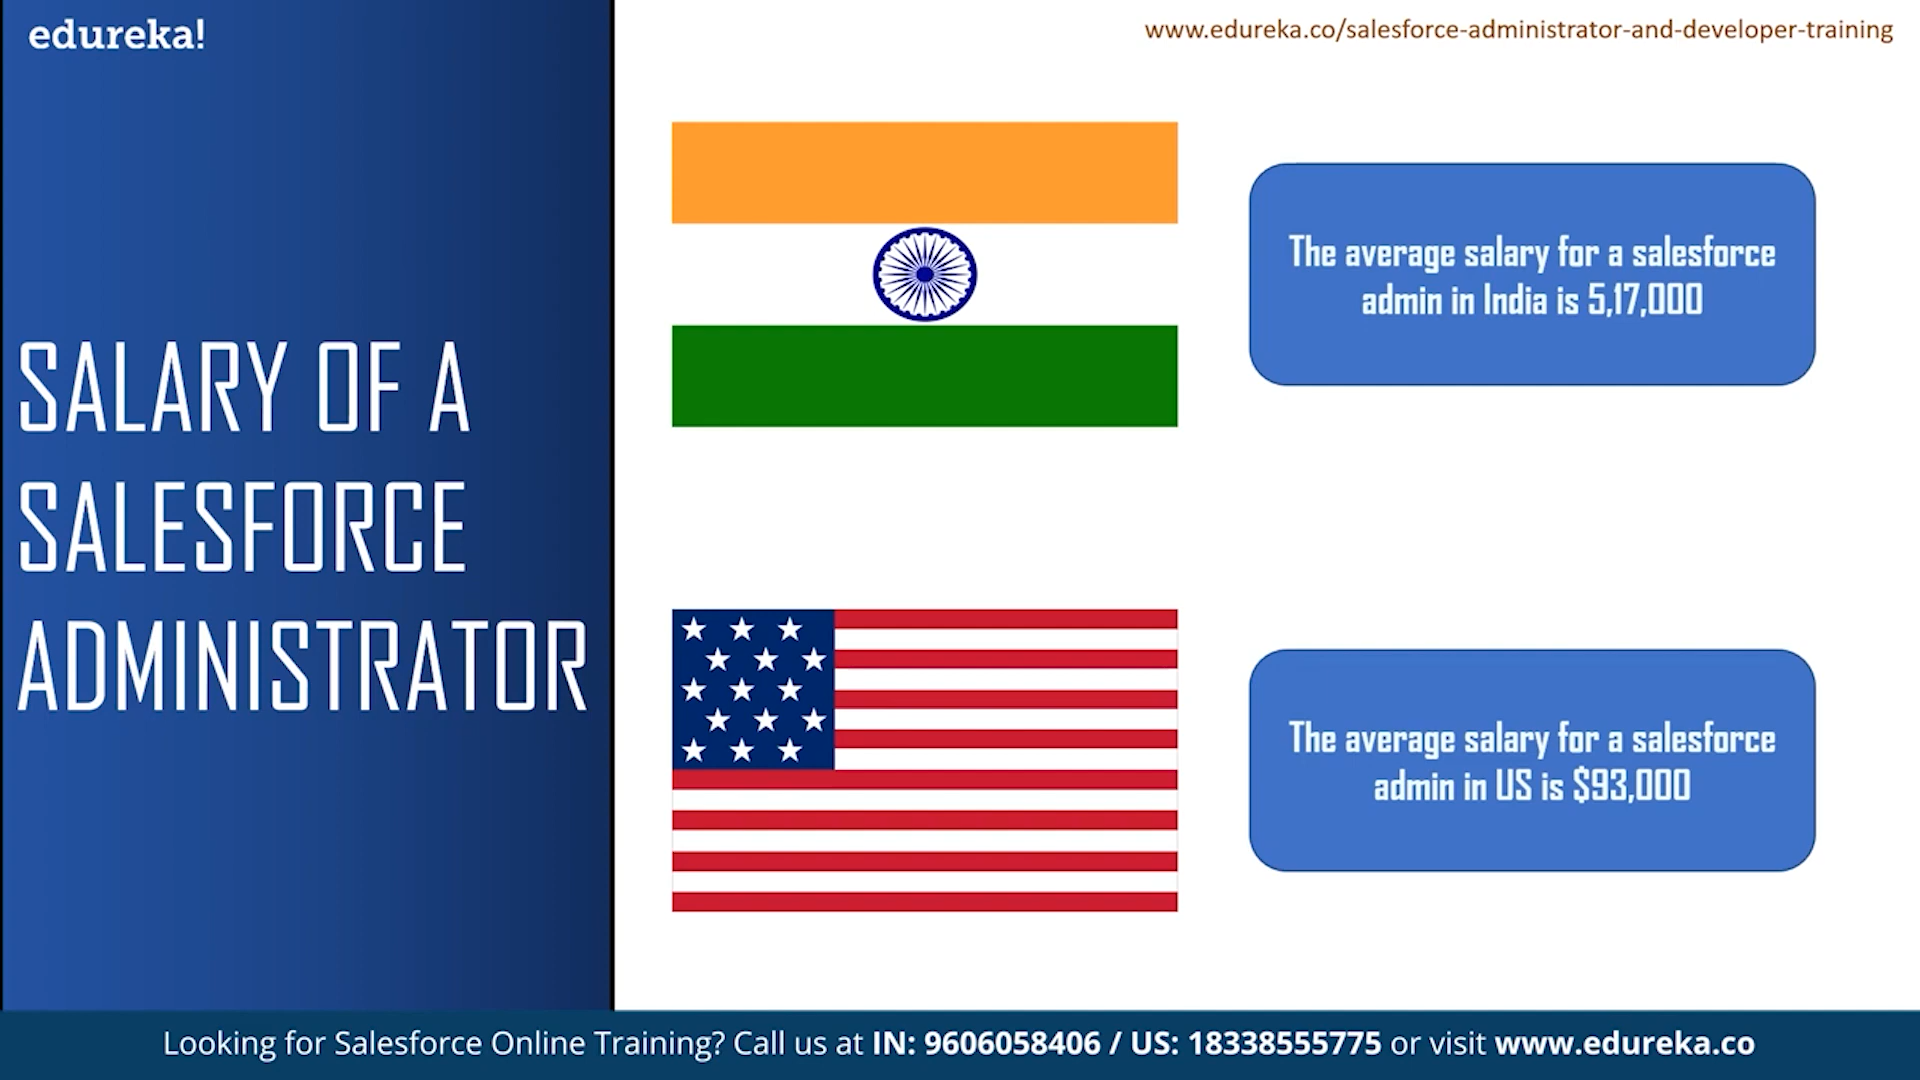 edureka!
www.edureka.co/salesforce-administrator-and-developer-training
SALARY OF A
SALESFORCE
ADMINISTRATOR
The average salary for a salesforce
admin in India is 5,17,000
The average salary for a salesforce
admin in US is $93,000
Looking for Salesforce Online Training? Call us at IN: 9606058406 / US: 18338555775 or visit www.edureka.co